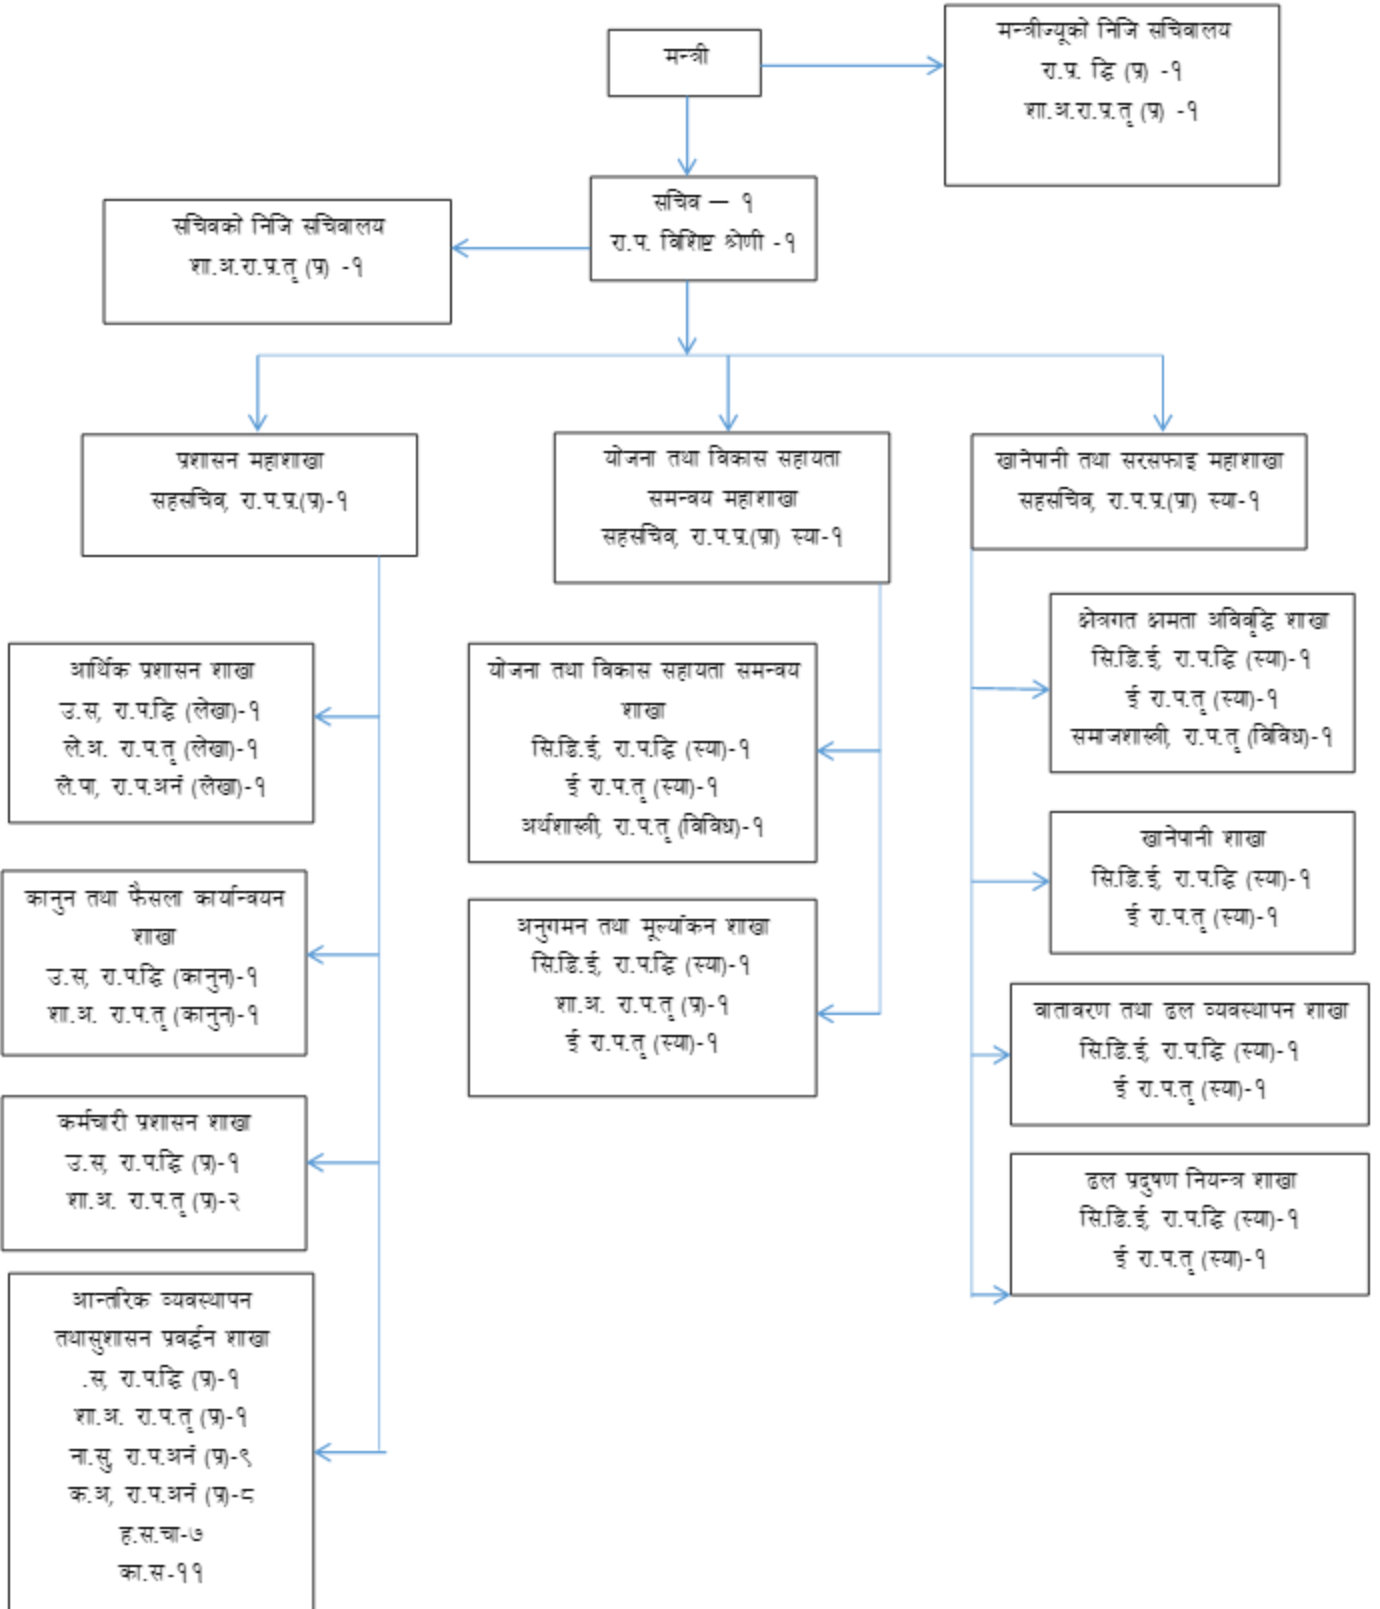 मन्त्री
मन्त्रीज्यूको निजि सचिवालय
रा.प्र. द्धि (प्र) -१
शा.अ.रा.प्र.तृ (प्र) -१
सचिव – १
रा.प. विशिष्ट श्रेणी -१
सचिवको निजि सचिवालय
शा.अ.रा.प्र.तृ (प्र) -१
प्रशासन महाशाखा
सहसचिव, रा.प.प्र.(प्र)-१
योजना तथा विकास सहायता
समन्वय महाशाखा
सहसचिव, रा.प.प्र.(प्रा) स्या-१
खानेपानी तथा सरसफाइ महाशाखा
सहसचिव, रा.प.प्र.(प्रा) स्या-१
आर्थिक प्रशासन शाखा
उ.स, रा.प.द्धि (लेखा)-१
ले.अ. रा.प.तृ (लेखा)-१
ले.पा, रा.प.अनं (लेखा)-१
कानुन तथा फैसला कार्यान्वयन
शाखा
उ.स, रा.प.द्धि (कानुन)-१
शा.अ. रा.प.तृ (कानुन)-१
कर्मचारी प्रशासन शाखा
उ.स, रा.प.द्धि (प्र)-१
शा.अ. रा.प.तृ (प्र)-२
आन्तरिक व्यवस्थापन
तथासुशासन प्रवर्द्धन शाखा
.स, रा.प.द्धि (प्र)-१
शा.अ. रा.प.तृ (प्र)-१
ना.सु, रा.प.अनं (प्र)-९
क.अ, रा.प.अनं (प्र)-८
ह.स.चा-७
का.स-११
योजना तथा विकास सहायता समन्वय
शाखा
सि.डि.ई, रा.प.द्धि (स्या)-१
ई रा.प.तृ (स्या)-१
अर्थशास्त्री, रा.प.तृ (विविध)-१
अनुगमन तथा मूल्यांकन शाखा
सि.डि.ई, रा.प.द्धि (स्या)-१
शा.अ. रा.प.तृ (प्र)-१
ई रा.प.तृ (स्या)-१
क्षेत्रगत क्षमता अविवृद्धि शाखा
सि.डि.ई, रा.प.द्धि (स्या)-१
ई रा.प.तृ (स्या)-१
समाजशास्त्री, रा.प.तृ (विविध)-१
खानेपानी शाखा
सि.डि.ई, रा.प.द्धि (स्या)-१
ई रा.प.तृ (स्या)-१
वातावरण तथा ढल व्यवस्थापन शाखा
सि.डि.ई, रा.प.द्धि (स्या)-१
ई रा.प.तृ (स्या)-१
ढल प्रदुषण नियन्त्र शाखा
सि.डि.ई, रा.प.द्धि (स्या)-१
ई रा.प.तृ (स्या)-१